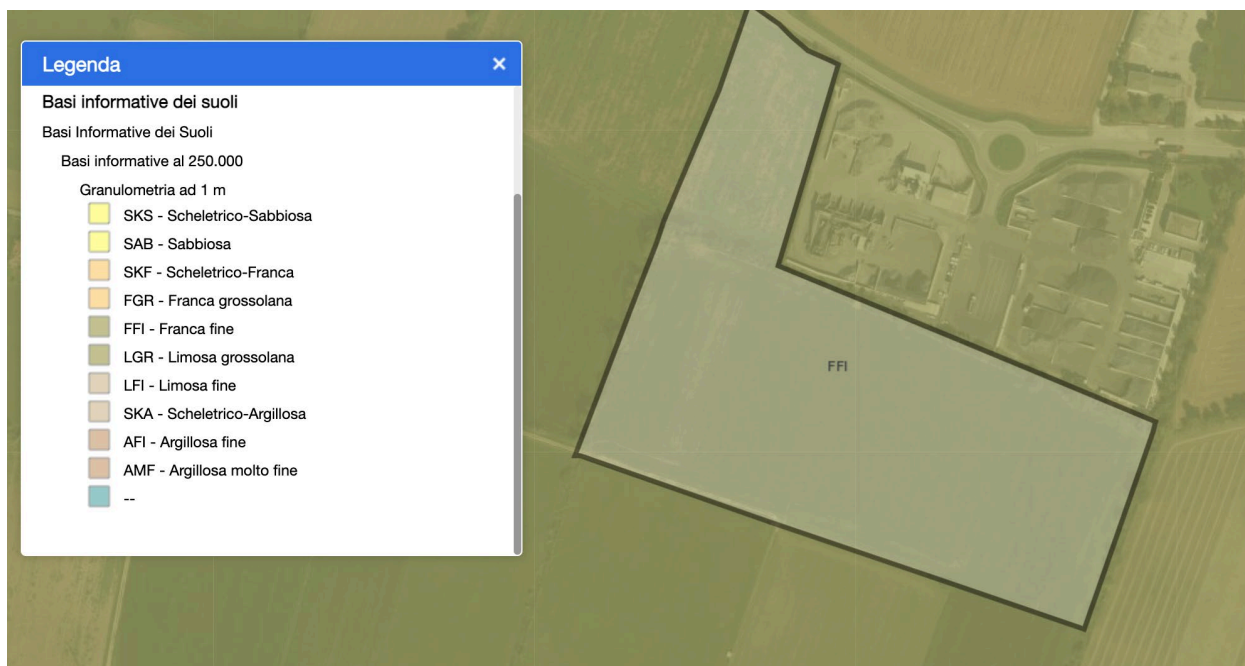 Legenda ×
Basi informative dei suoli
Basi Informative dei Suoli
Basi informative al 250.000
Granulometria ad 1 m
SKS - Scheletrico-Sabbiosa
SAB - Sabbiosa
SKF - Scheletrico-Franca
FGR - Franca grossolana
FFI - Franca fine
LGR - Limosa grossolana
LFI - Limosa fine
SKA - Scheletrico-Argillosa
AFI - Argillosa fine
AMF - Argillosa molto fine
--
FFI